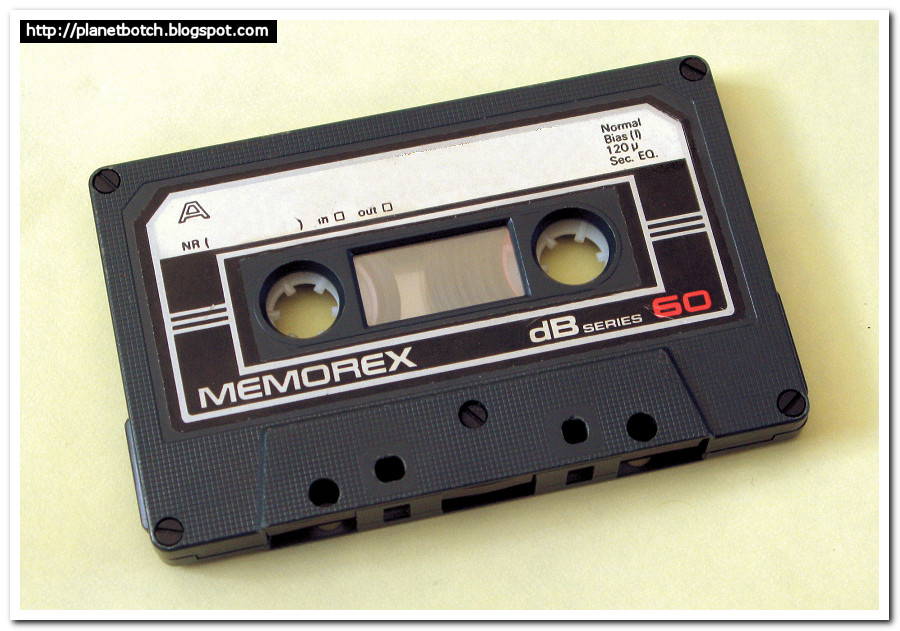 http://planetbotch.blogspot.com
Normal
Bias (I)
120 µ
Sec. EQ.
A
NR (             ) in □ out □
MEMOREX
dB SERIES 60